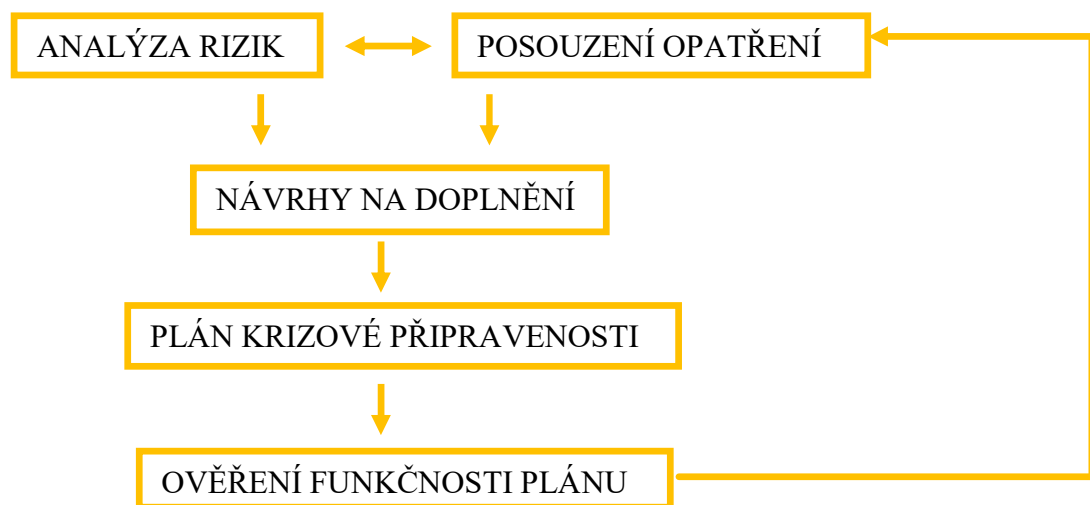 ANALÝZA RIZIK
POSOUZENÍ OPATŘENÍ
NÁVRHY NA DOPLNĚNÍ
PLÁN KRIZOVÉ PŘIPRAVENOSTI
OVĚŘENÍ FUNKČNOSTI PLÁNU